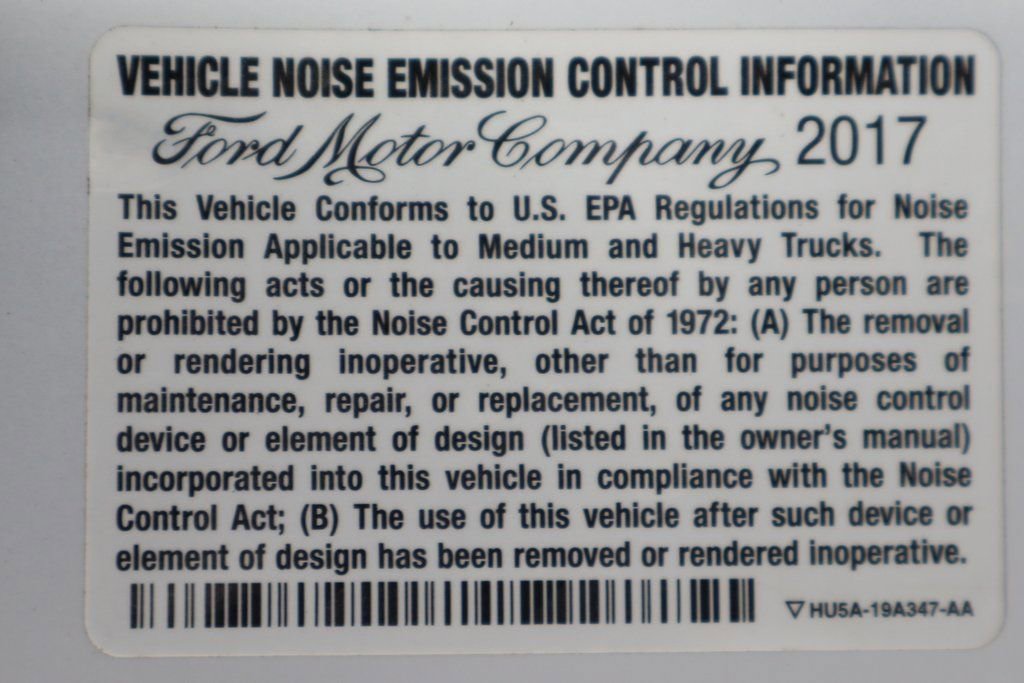 VEHICLE NOISE EMISSION CONTROL INFORMATION
Ford Motor Company 2017
This Vehicle Conforms to U.S. EPA Regulations for Noise
Emission Applicable to Medium and Heavy Trucks. The
following acts or the causing thereof by any person are
prohibited by the Noise Control Act of 1972: (A) The removal
or rendering inoperative, other than for purposes of
maintenance, repair, or replacement, of any noise control
device or element of design (listed in the owner's manual)
incorporated into this vehicle in compliance with the Noise
Control Act; (B) The use of this vehicle after such device or
element of design has been removed or rendered inoperative.
▽ HU5A-19A347-AA